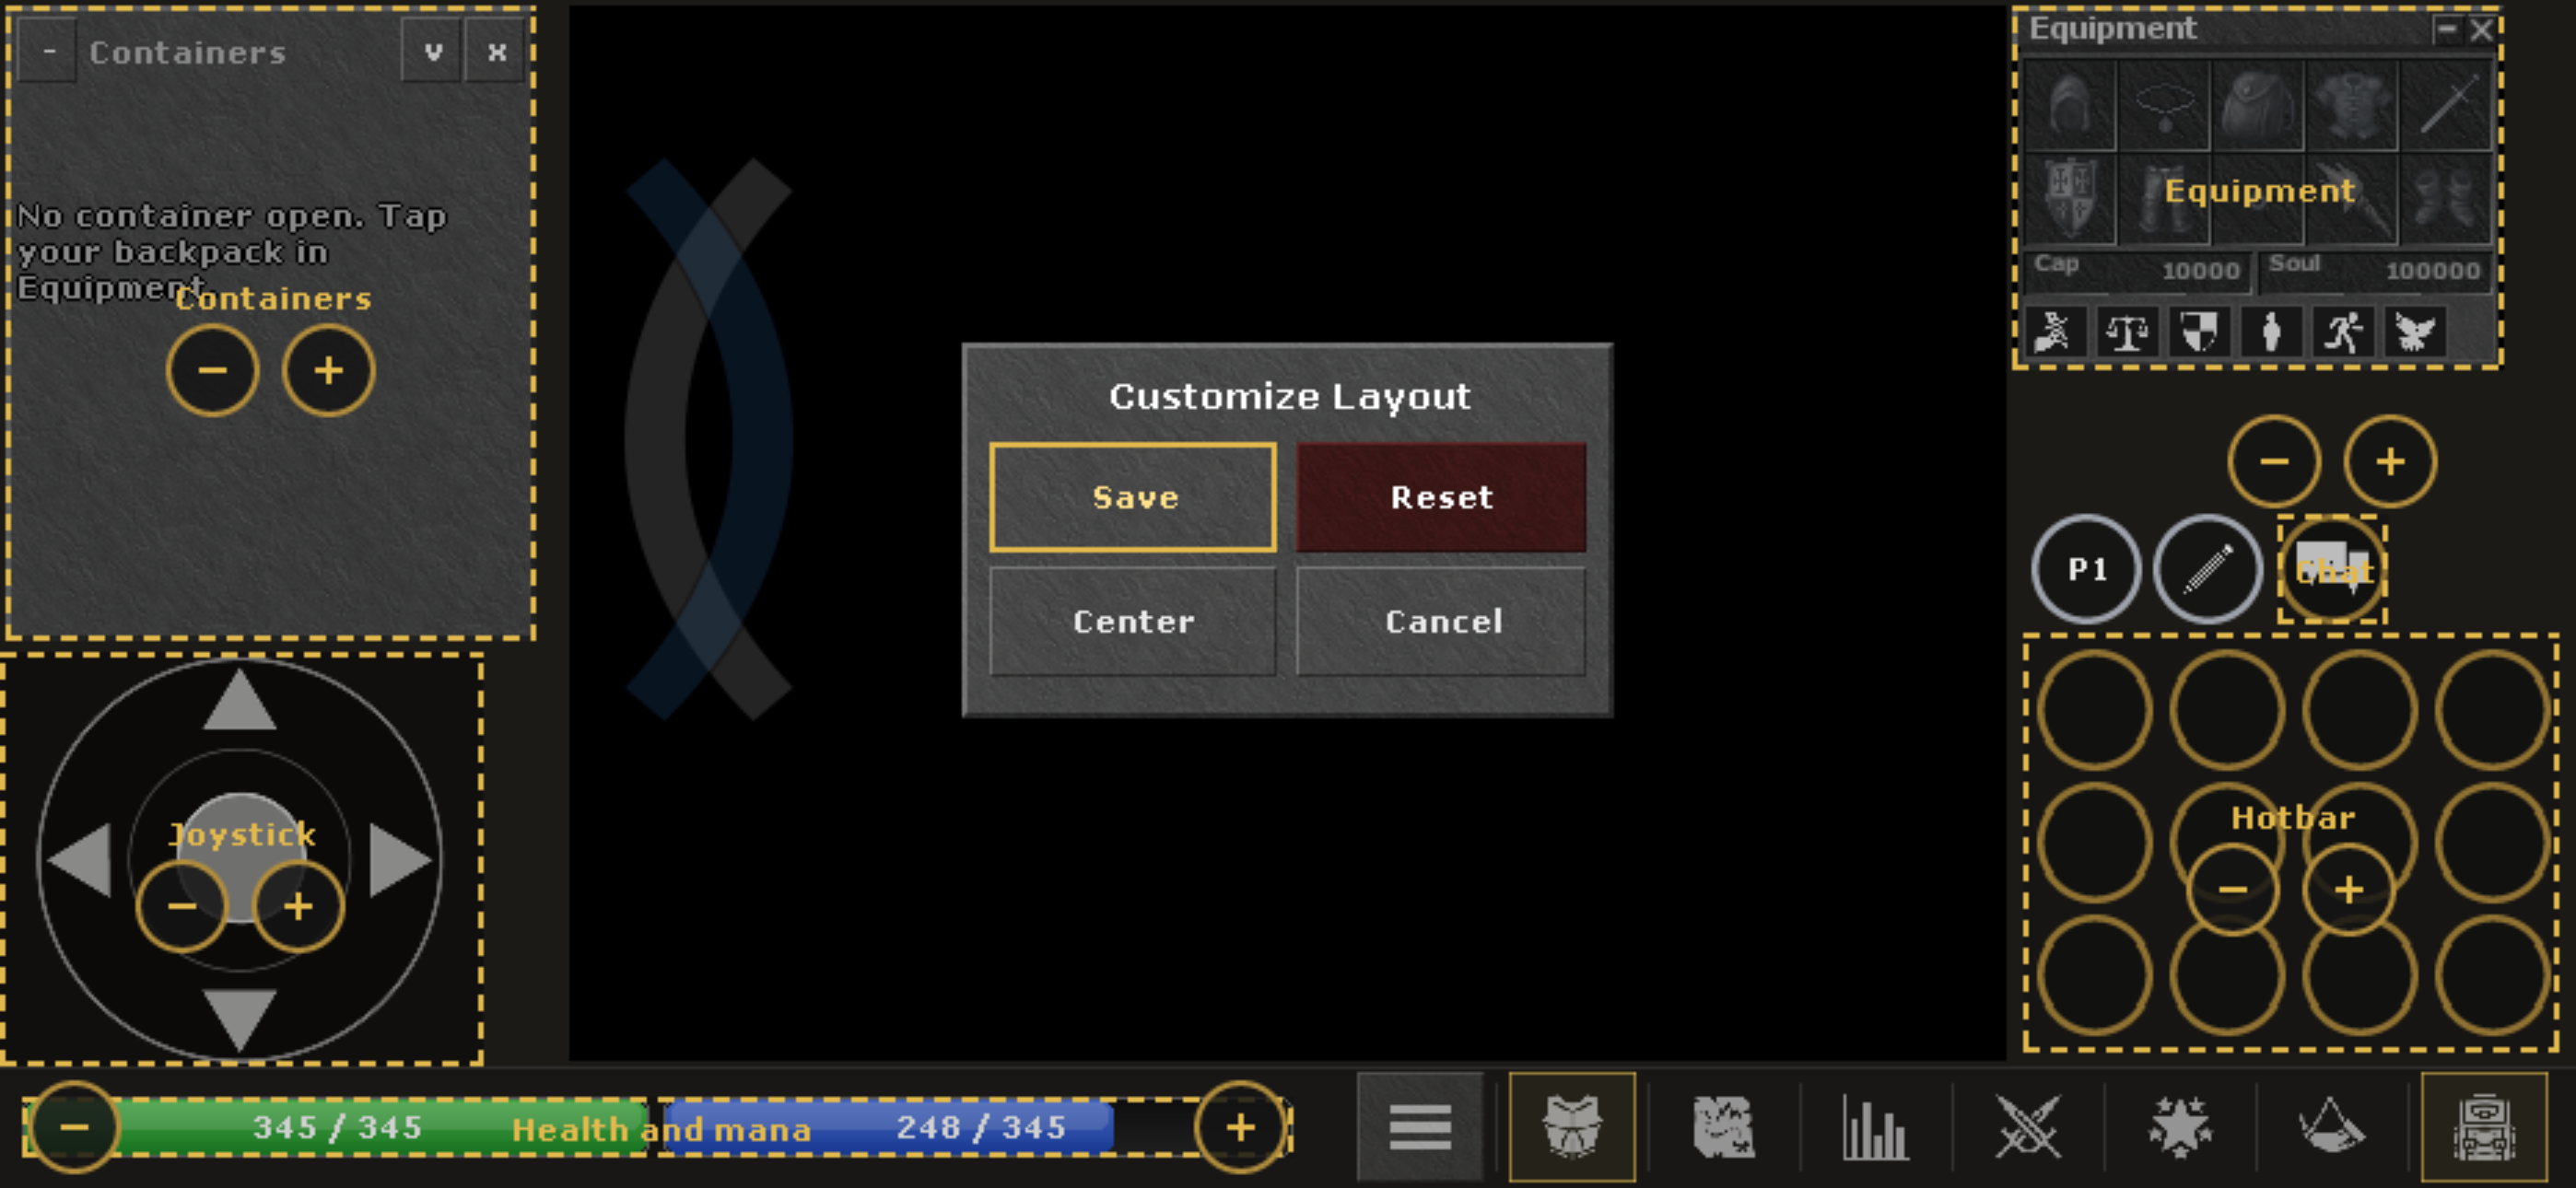 - Containers v x
No container open. Tap
your backpack in
Equipment.
Containers
- +
Joystick
- +
- 345 / 345 Health and mana 248 / 345 +
Customize Layout
Save Reset
Center Cancel
Equipment
Equipment
Cap 10000 Soul 100000
- +
P1 Chat
Hotbar
- +